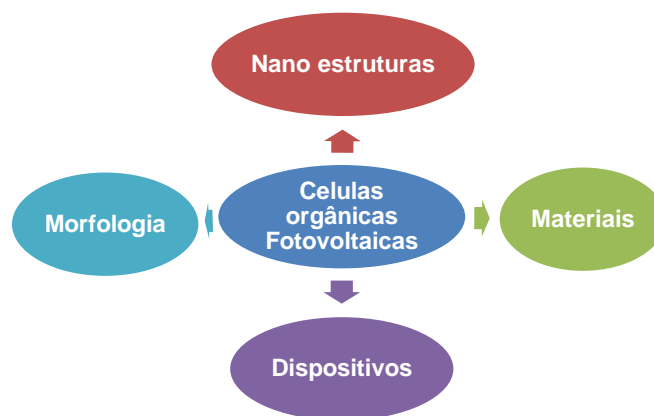 Nano estruturas
Morfologia
Celulas
orgânicas
Fotovoltaicas
Materiais
Dispositivos